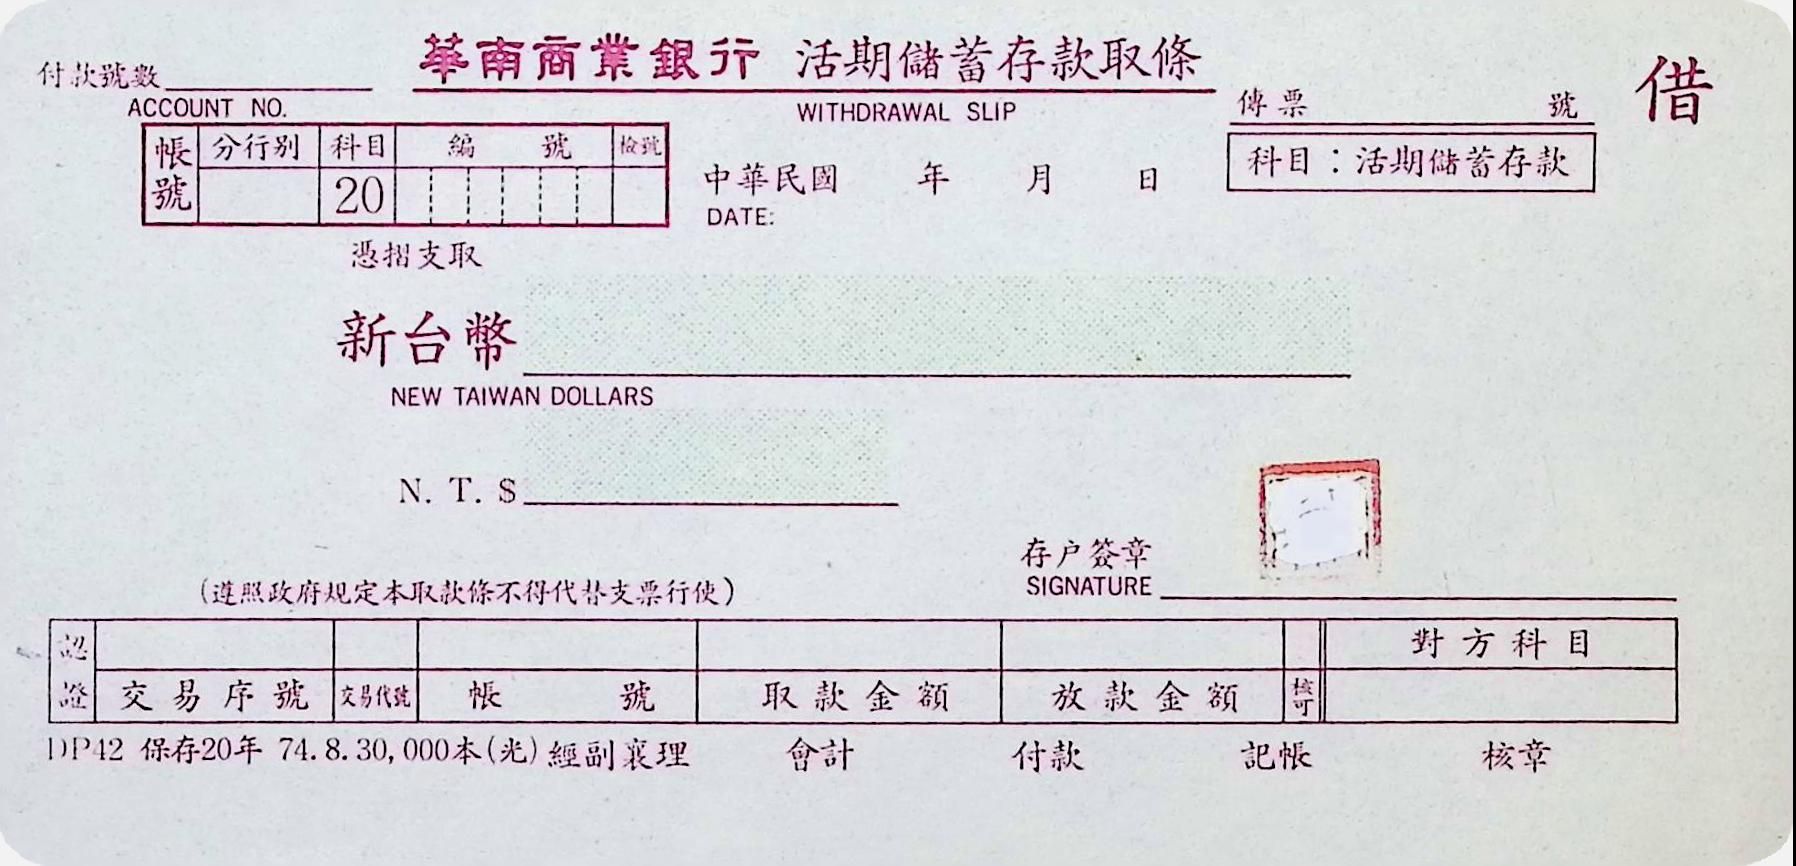 華南商業銀行 活期儲蓄存款取條
WITHDRAWAL SLIP
借
付款號數
ACCOUNT NO.
傳票 號
帳號 分行別 科目 編 號 檢號
20
中華民國 年 月 日
DATE:
科目：活期儲蓄存款
憑摺支取
新台幣
NEW TAIWAN DOLLARS
N. T. $
存户簽章
SIGNATURE
(遵照政府規定本取款條不得代替支票行使)
認證
對方科目
交易序號 交易代號 帳 號 取款金額 放款金額 核可
DP42 保存20年 74.8.30,000本(光) 經副襄理 會計 付款 記帳 核章